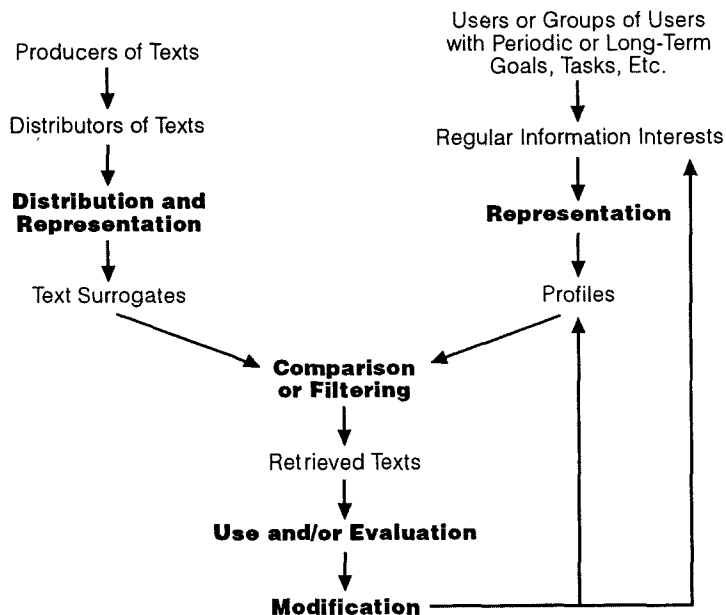 Producers of Texts
Distributors of Texts
Distribution and
Representation
Text Surrogates
Users or Groups of Users
with Periodic or Long-Term
Goals, Tasks, Etc.
Regular Information Interests
Representation
Profiles
Comparison
or Filtering
Retrieved Texts
Use and/or Evaluation
Modification